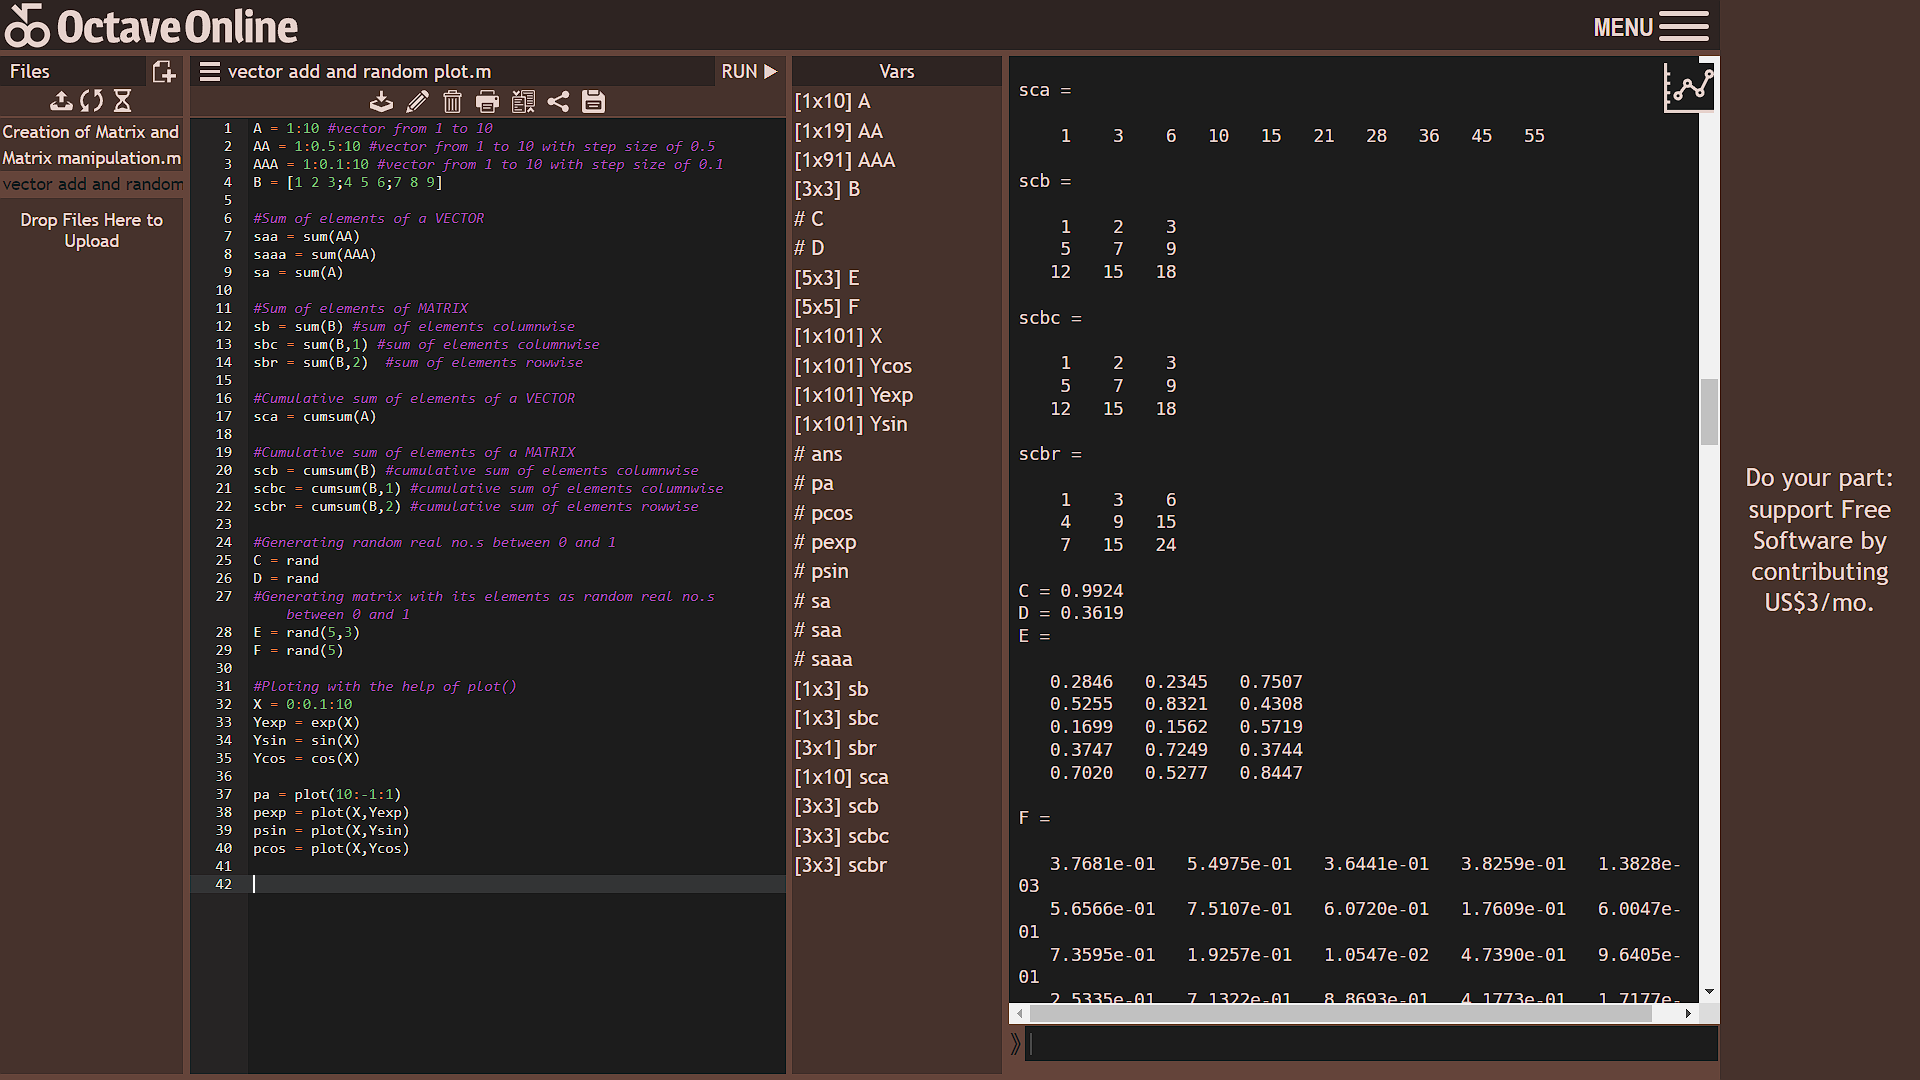 Octave Online
MENU
Files
Creation of Matrix and
Matrix manipulation.m
vector add and random
Drop Files Here to
Upload
vector add and random plot.m
RUN
1 A = 1:10 #vector from 1 to 10
2 AA = 1:0.5:10 #vector from 1 to 10 with step size of 0.5
3 AAA = 1:0.1:10 #vector from 1 to 10 with step size of 0.1
4 B = [1 2 3;4 5 6;7 8 9]
5
6 #Sum of elements of a VECTOR
7 saa = sum(AA)
8 saaa = sum(AAA)
9 sa = sum(A)
10
11 #Sum of elements of MATRIX
12 sb = sum(B) #sum of elements columnwise
13 sbc = sum(B,1) #sum of elements columnwise
14 sbr = sum(B,2)  #sum of elements rowwise
15
16 #Cumulative sum of elements of a VECTOR
17 sca = cumsum(A)
18
19 #Cumulative sum of elements of a MATRIX
20 scb = cumsum(B) #cumulative sum of elements columnwise
21 scbc = cumsum(B,1) #cumulative sum of elements columnwise
22 scbr = cumsum(B,2) #cumulative sum of elements rowwise
23
24 #Generating random real no.s between 0 and 1
25 C = rand
26 D = rand
27 #Generating matrix with its elements as random real no.s
between 0 and 1
28 E = rand(5,3)
29 F = rand(5)
30
31 #Ploting with the help of plot()
32 X = 0:0.1:10
33 Yexp = exp(X)
34 Ysin = sin(X)
35 Ycos = cos(X)
36
37 pa = plot(10:-1:1)
38 pexp = plot(X,Yexp)
39 psin = plot(X,Ysin)
40 pcos = plot(X,Ycos)
41
42
Vars
[1x10] A
[1x19] AA
[1x91] AAA
[3x3] B
# C
# D
[5x3] E
[5x5] F
[1x101] X
[1x101] Ycos
[1x101] Yexp
[1x101] Ysin
# ans
# pa
# pcos
# pexp
# psin
# sa
# saa
# saaa
[1x3] sb
[1x3] sbc
[3x1] sbr
[1x10] sca
[3x3] scb
[3x3] scbc
[3x3] scbr
sca =
1 3 6 10 15 21 28 36 45 55
scb =
1 2 3
5 7 9
12 15 18
scbc =
1 2 3
5 7 9
12 15 18
scbr =
1 3 6
4 9 15
7 15 24
C = 0.9924
D = 0.3619
E =
0.2846 0.2345 0.7507
0.5255 0.8321 0.4308
0.1699 0.1562 0.5719
0.3747 0.7249 0.3744
0.7020 0.5277 0.8447
F =
3.7681e-01 5.4975e-01 3.6441e-01 3.8259e-01 1.3828e-
03
5.6566e-01 7.5107e-01 6.0720e-01 1.7609e-01 6.0047e-
01
7.3595e-01 1.9257e-01 1.0547e-02 4.7390e-01 9.6405e-
01
2.5335e-01 7.1322e-01 8.8693e-01 4.1773e-01 1.7177e-
»
Do your part:
support Free
Software by
contributing
US$3/mo.